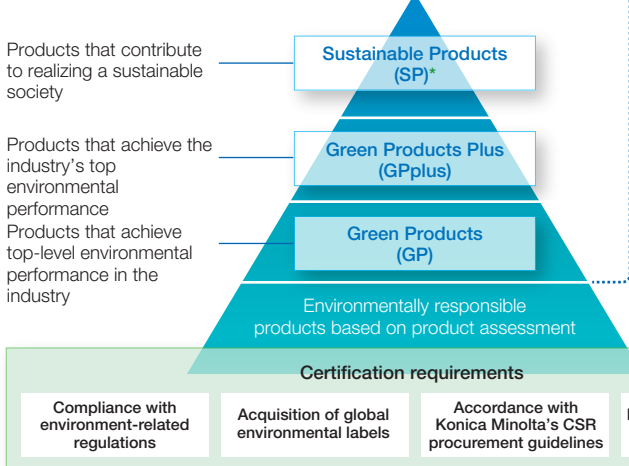 Products that contribute
to realizing a sustainable
society
Sustainable Products
(SP)*
Products that achieve the
industry's top
environmental
performance
Green Products Plus
(GPplus)
Products that achieve
top-level environmental
performance in the
industry
Green Products
(GP)
Environmentally responsible
products based on product assessment
Certification requirements
Compliance with
environment-related
regulations
Acquisition of global
environmental labels
Accordance with
Konica Minolta's CSR
procurement guidelines